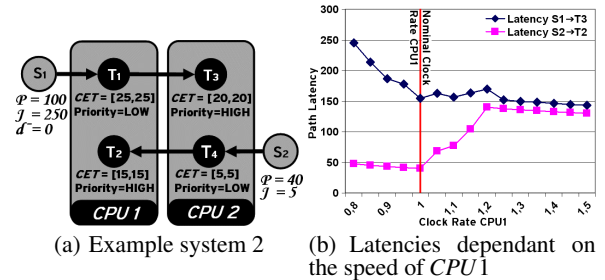 S1
T1
T3
P = 100
J = 250
d⁻ = 0
CET = [25,25]
Priority=LOW
CET = [20,20]
Priority=HIGH
T2
T4
S2
CET = [15,15]
Priority=HIGH
CET = [5,5]
Priority=LOW
P = 40
J = 5
CPU 1
CPU 2
(a) Example system 2
Path Latency
300
250
200
150
100
50
0
Nominal Clock
Rate CPU1
Latency S1→T3
Latency S2→T2
0,8
0,9
1
1,1
1,2
1,3
1,4
1,5
Clock Rate CPU1
(b) Latencies dependant on
the speed of CPU1